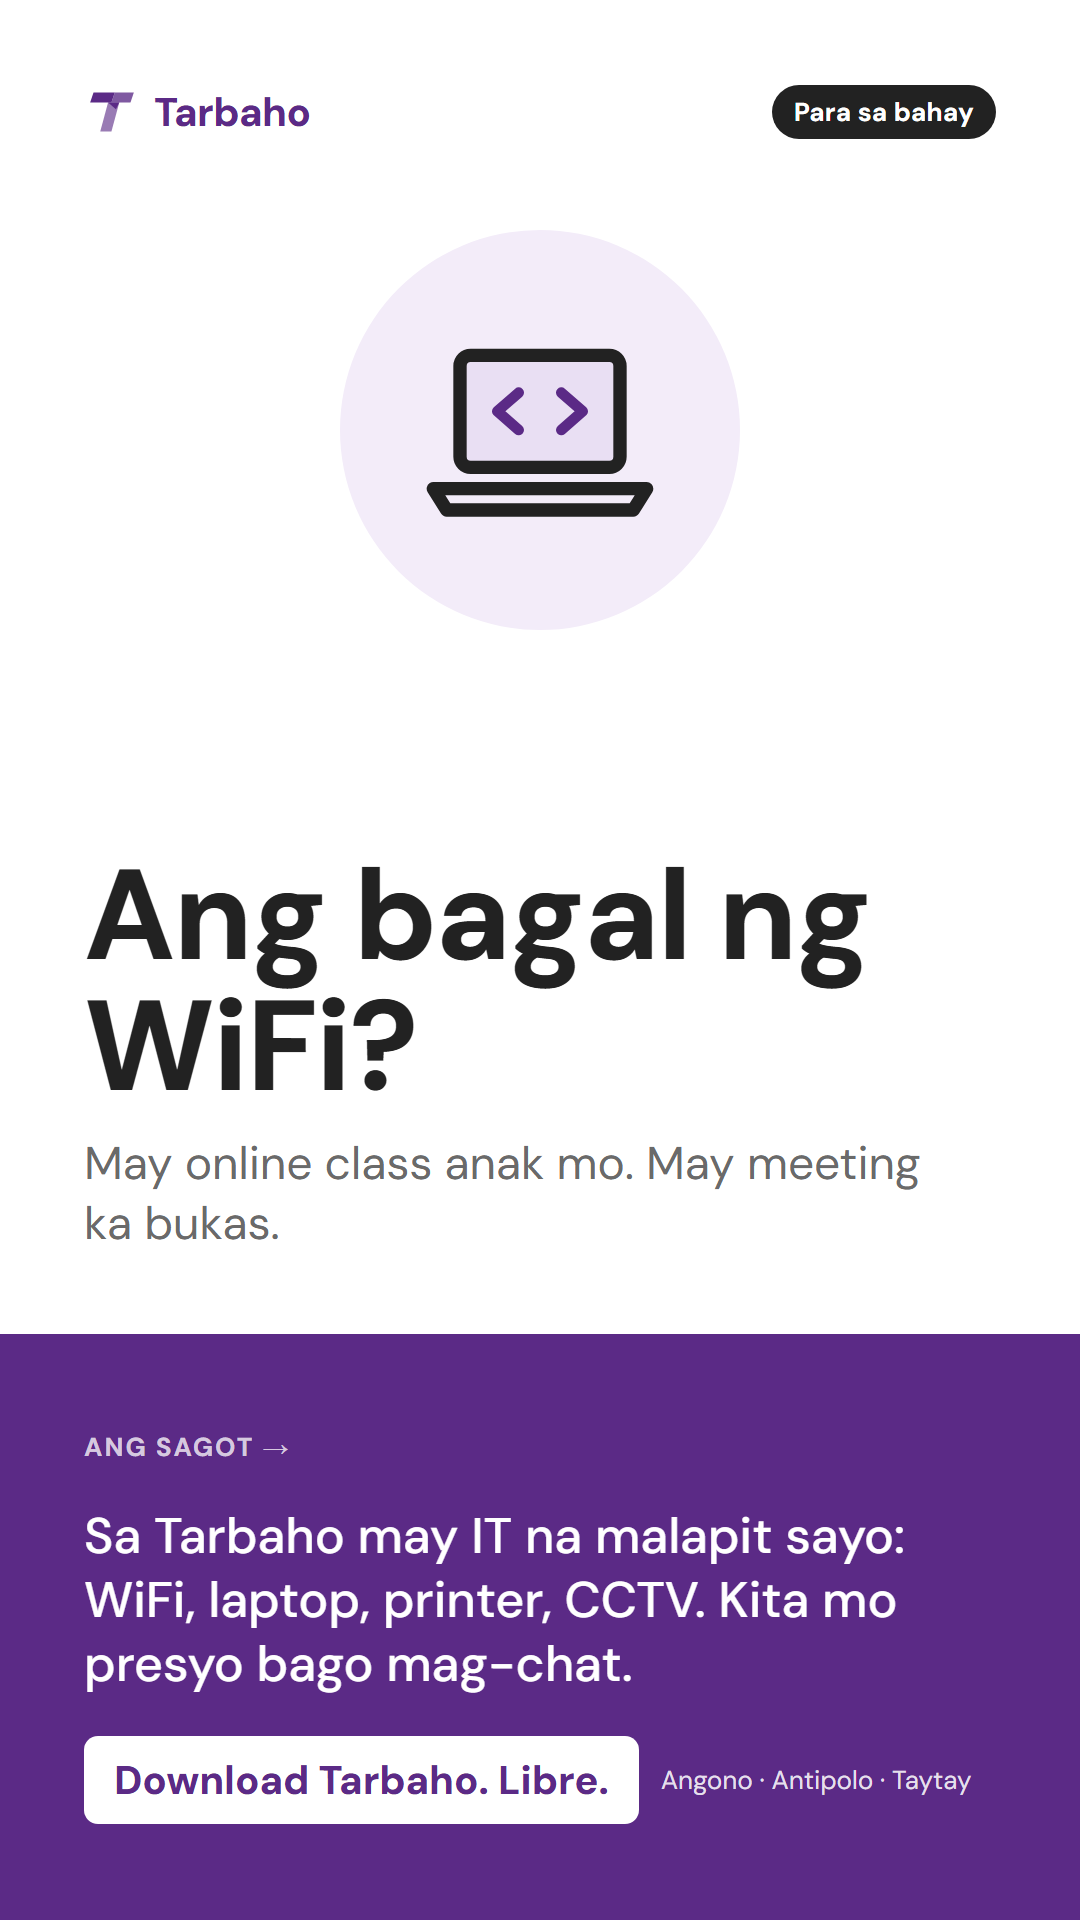 Tarbaho
Para sa bahay
Ang bagal ng
WiFi?
May online class anak mo. May meeting
ka bukas.
ANG SAGOT →
Sa Tarbaho may IT na malapit sayo:
WiFi, laptop, printer, CCTV. Kita mo
presyo bago mag-chat.
Download Tarbaho. Libre.
Angono · Antipolo · Taytay